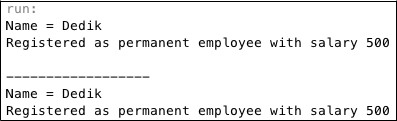 run:
Name = Dedik
Registered as permanent employee with salary 500
------------------
Name = Dedik
Registered as permanent employee with salary 500